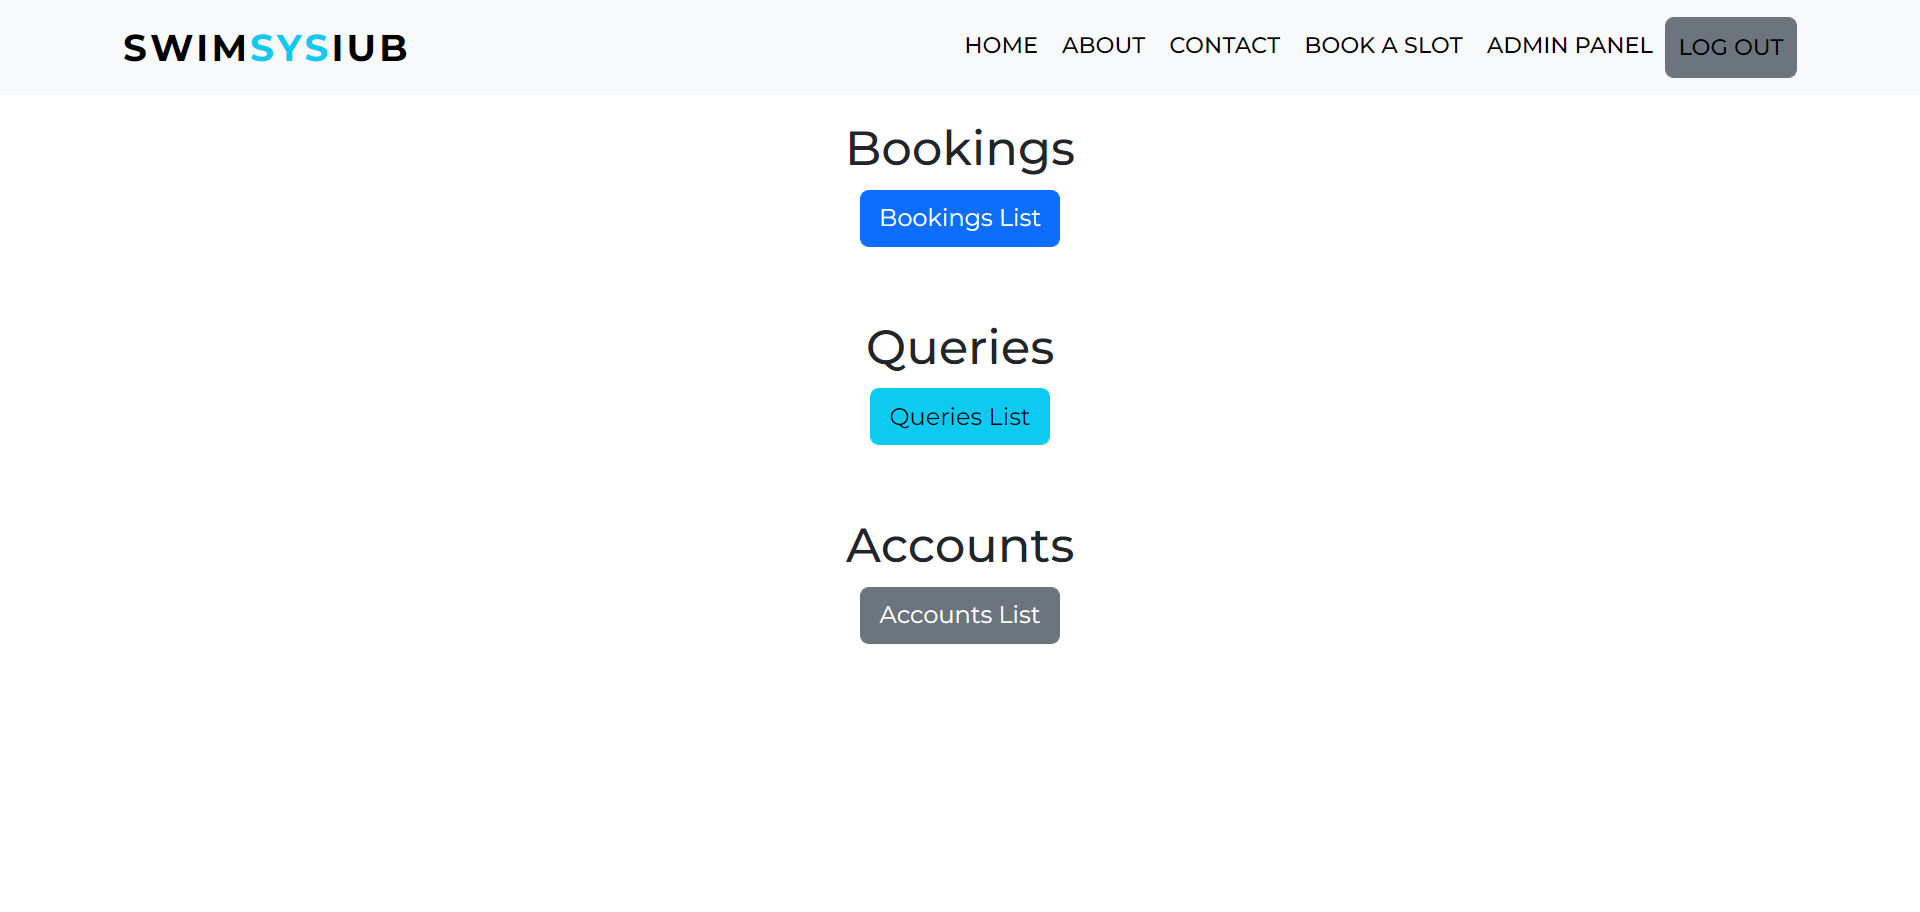 SWIMSYSIUB
HOME ABOUT CONTACT BOOK A SLOT ADMIN PANEL LOG OUT
Bookings
Bookings List
Queries
Queries List
Accounts
Accounts List